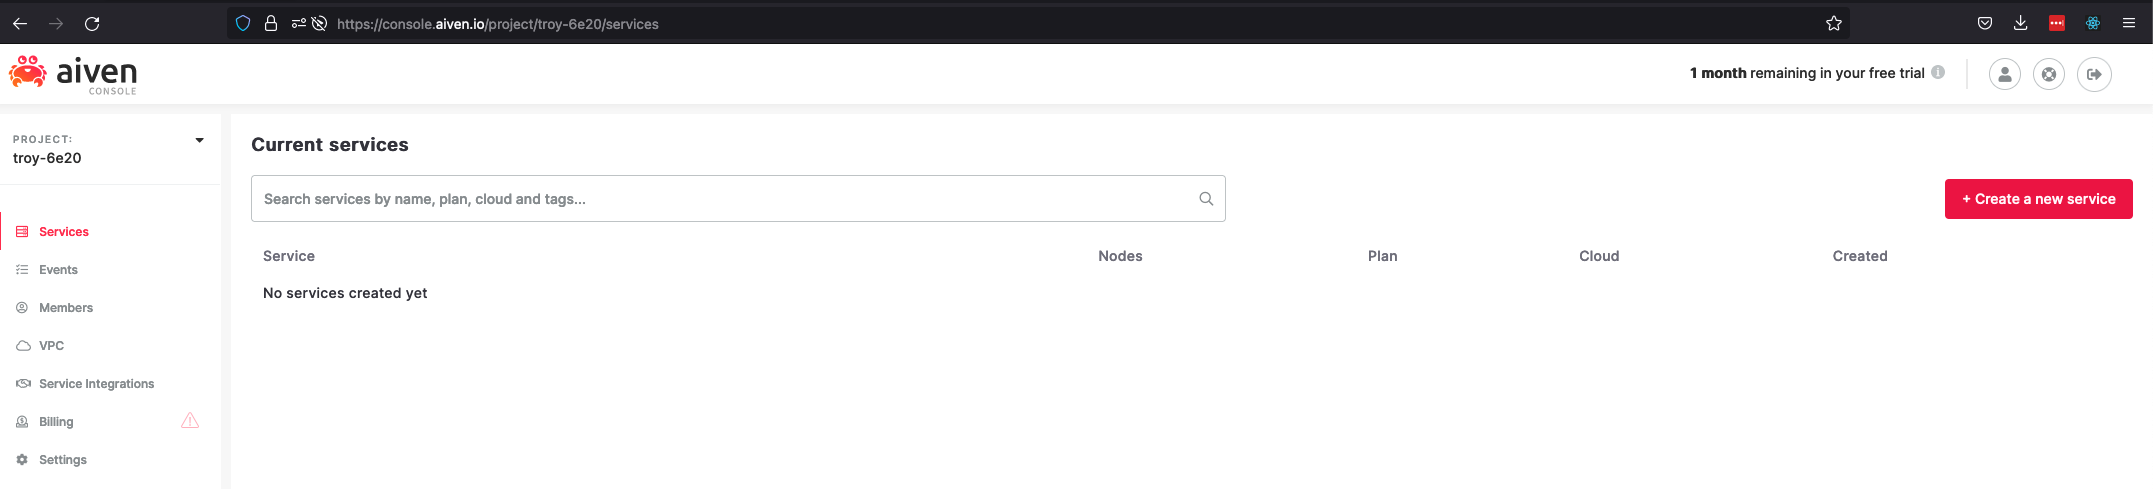 https://console.aiven.io/project/troy-6e20/services
aiven
CONSOLE
1 month remaining in your free trial
PROJECT:
troy-6e20
Services
Events
Members
VPC
Service Integrations
Billing
Settings
Current services
Search services by name, plan, cloud and tags...
+ Create a new service
Service Nodes Plan Cloud Created
No services created yet